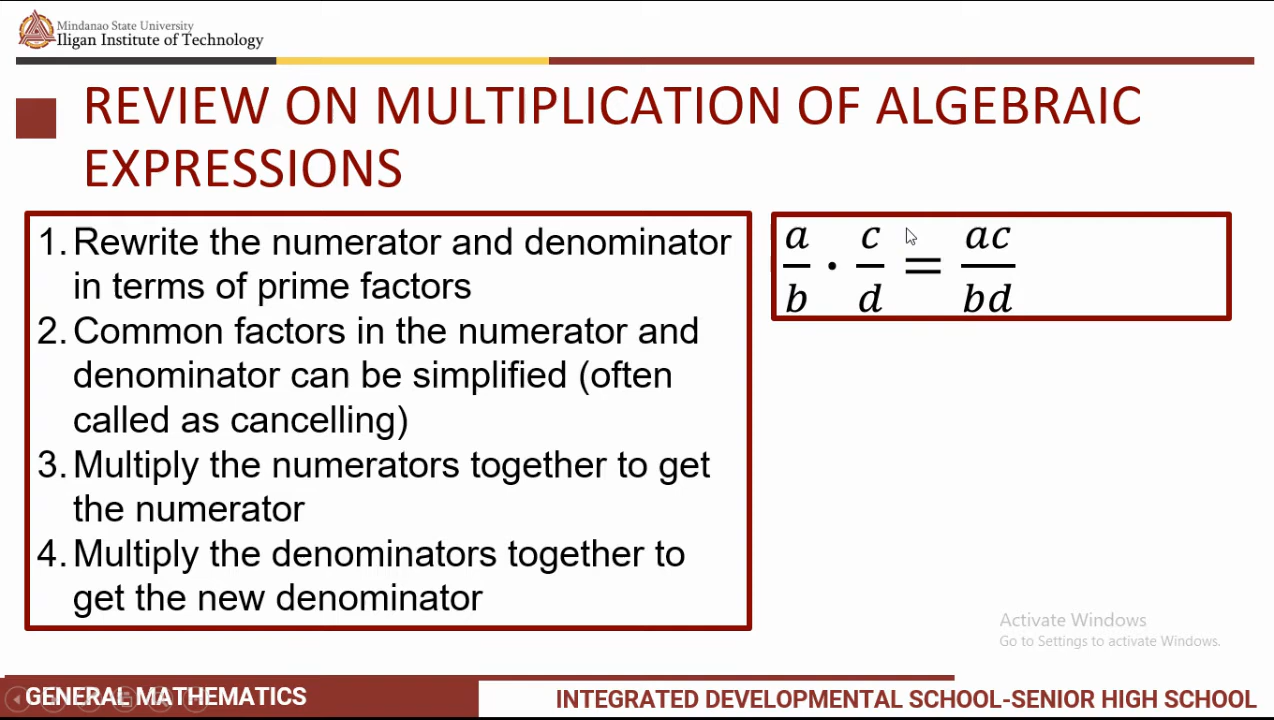 Mindanao State University
Iligan Institute of Technology
REVIEW ON MULTIPLICATION OF ALGEBRAIC
EXPRESSIONS
1. Rewrite the numerator and denominator
in terms of prime factors
2. Common factors in the numerator and
denominator can be simplified (often
called as cancelling)
3. Multiply the numerators together to get
the numerator
4. Multiply the denominators together to
get the new denominator
a/b · c/d = ac/bd
Activate Windows
Go to Settings to activate Windows.
GENERAL MATHEMATICS
INTEGRATED DEVELOPMENTAL SCHOOL-SENIOR HIGH SCHOOL